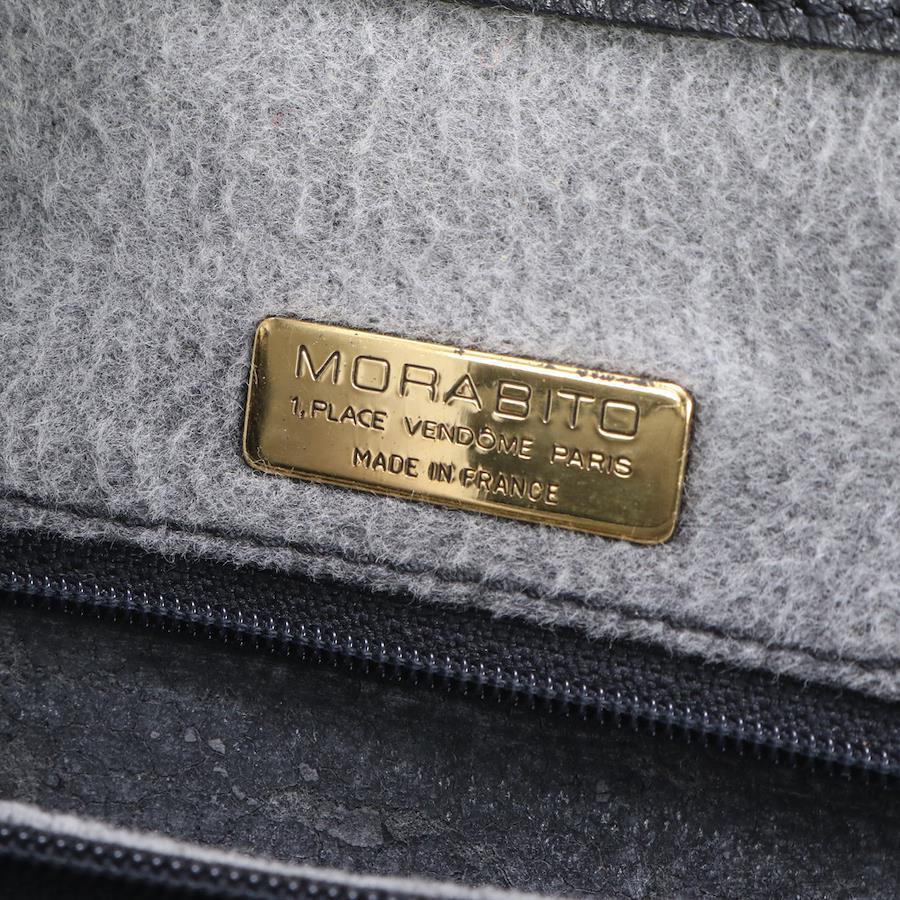 MORABITO
1, PLACE VENDÔME PARIS
MADE IN FRANCE